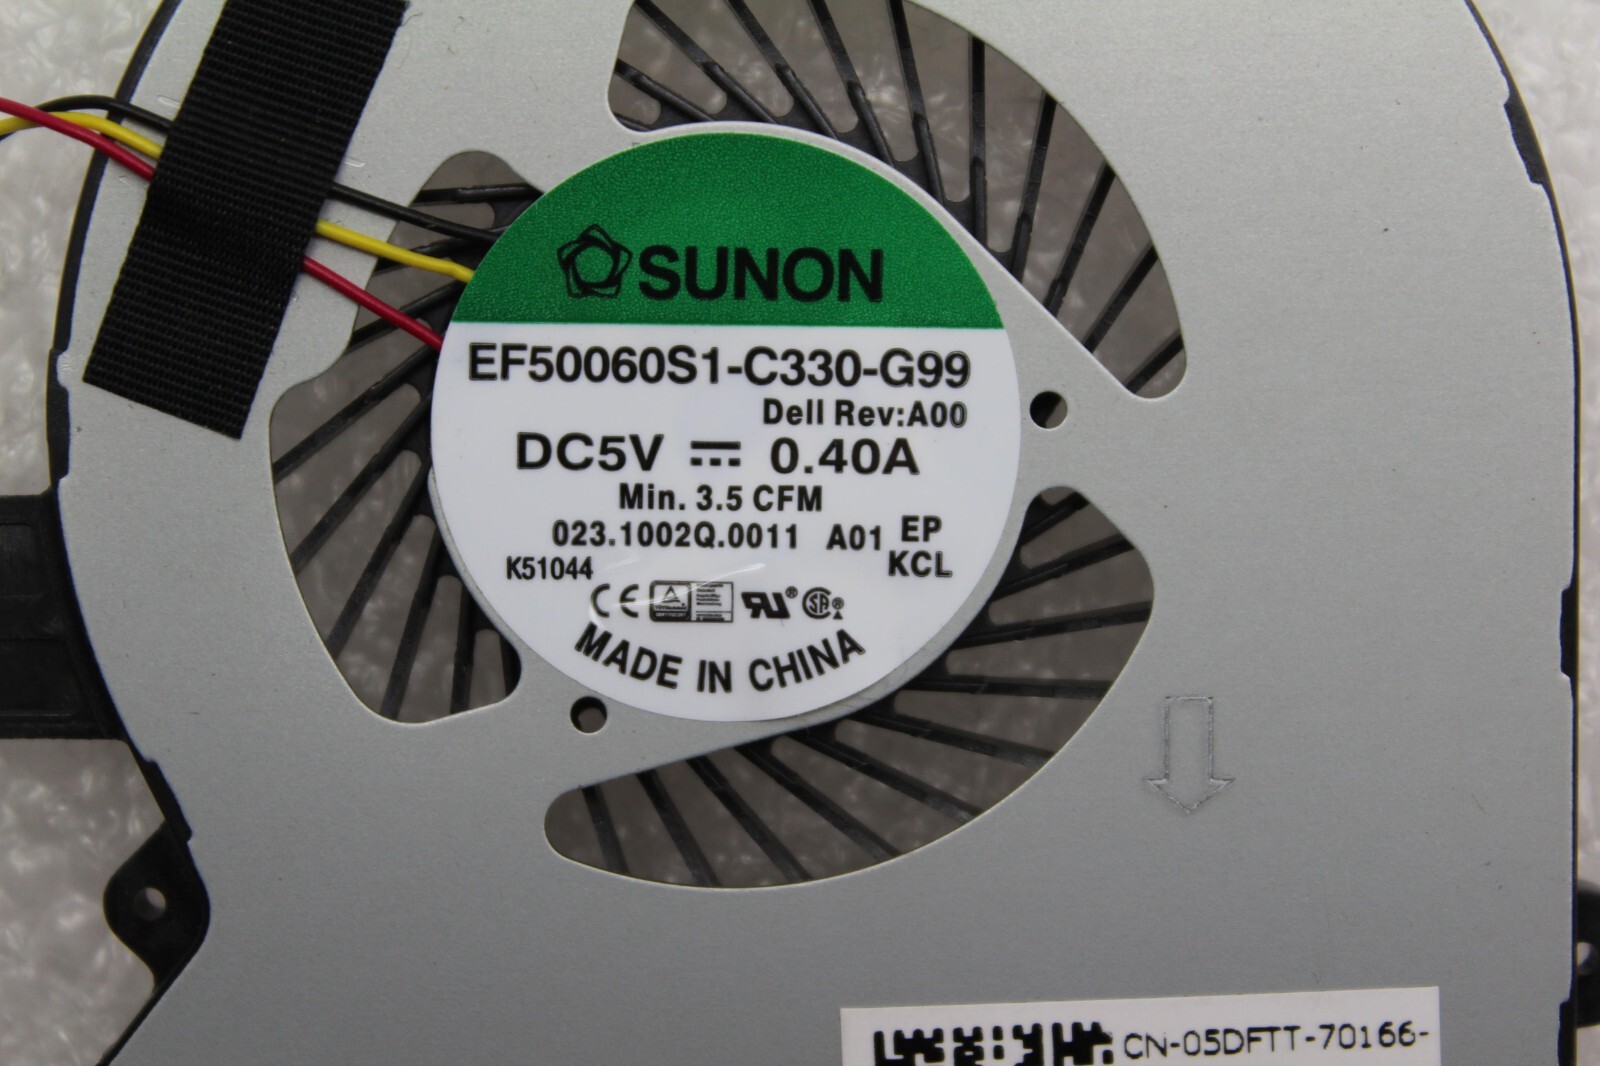 SUNON
EF50060S1-C330-G99
Dell Rev:A00
DC5V ⎓ 0.40A
Min. 3.5 CFM
023.1002Q.0011 A01 EP
K51044 KCL
CE
MADE IN CHINA
CN-05DFTT-70166-